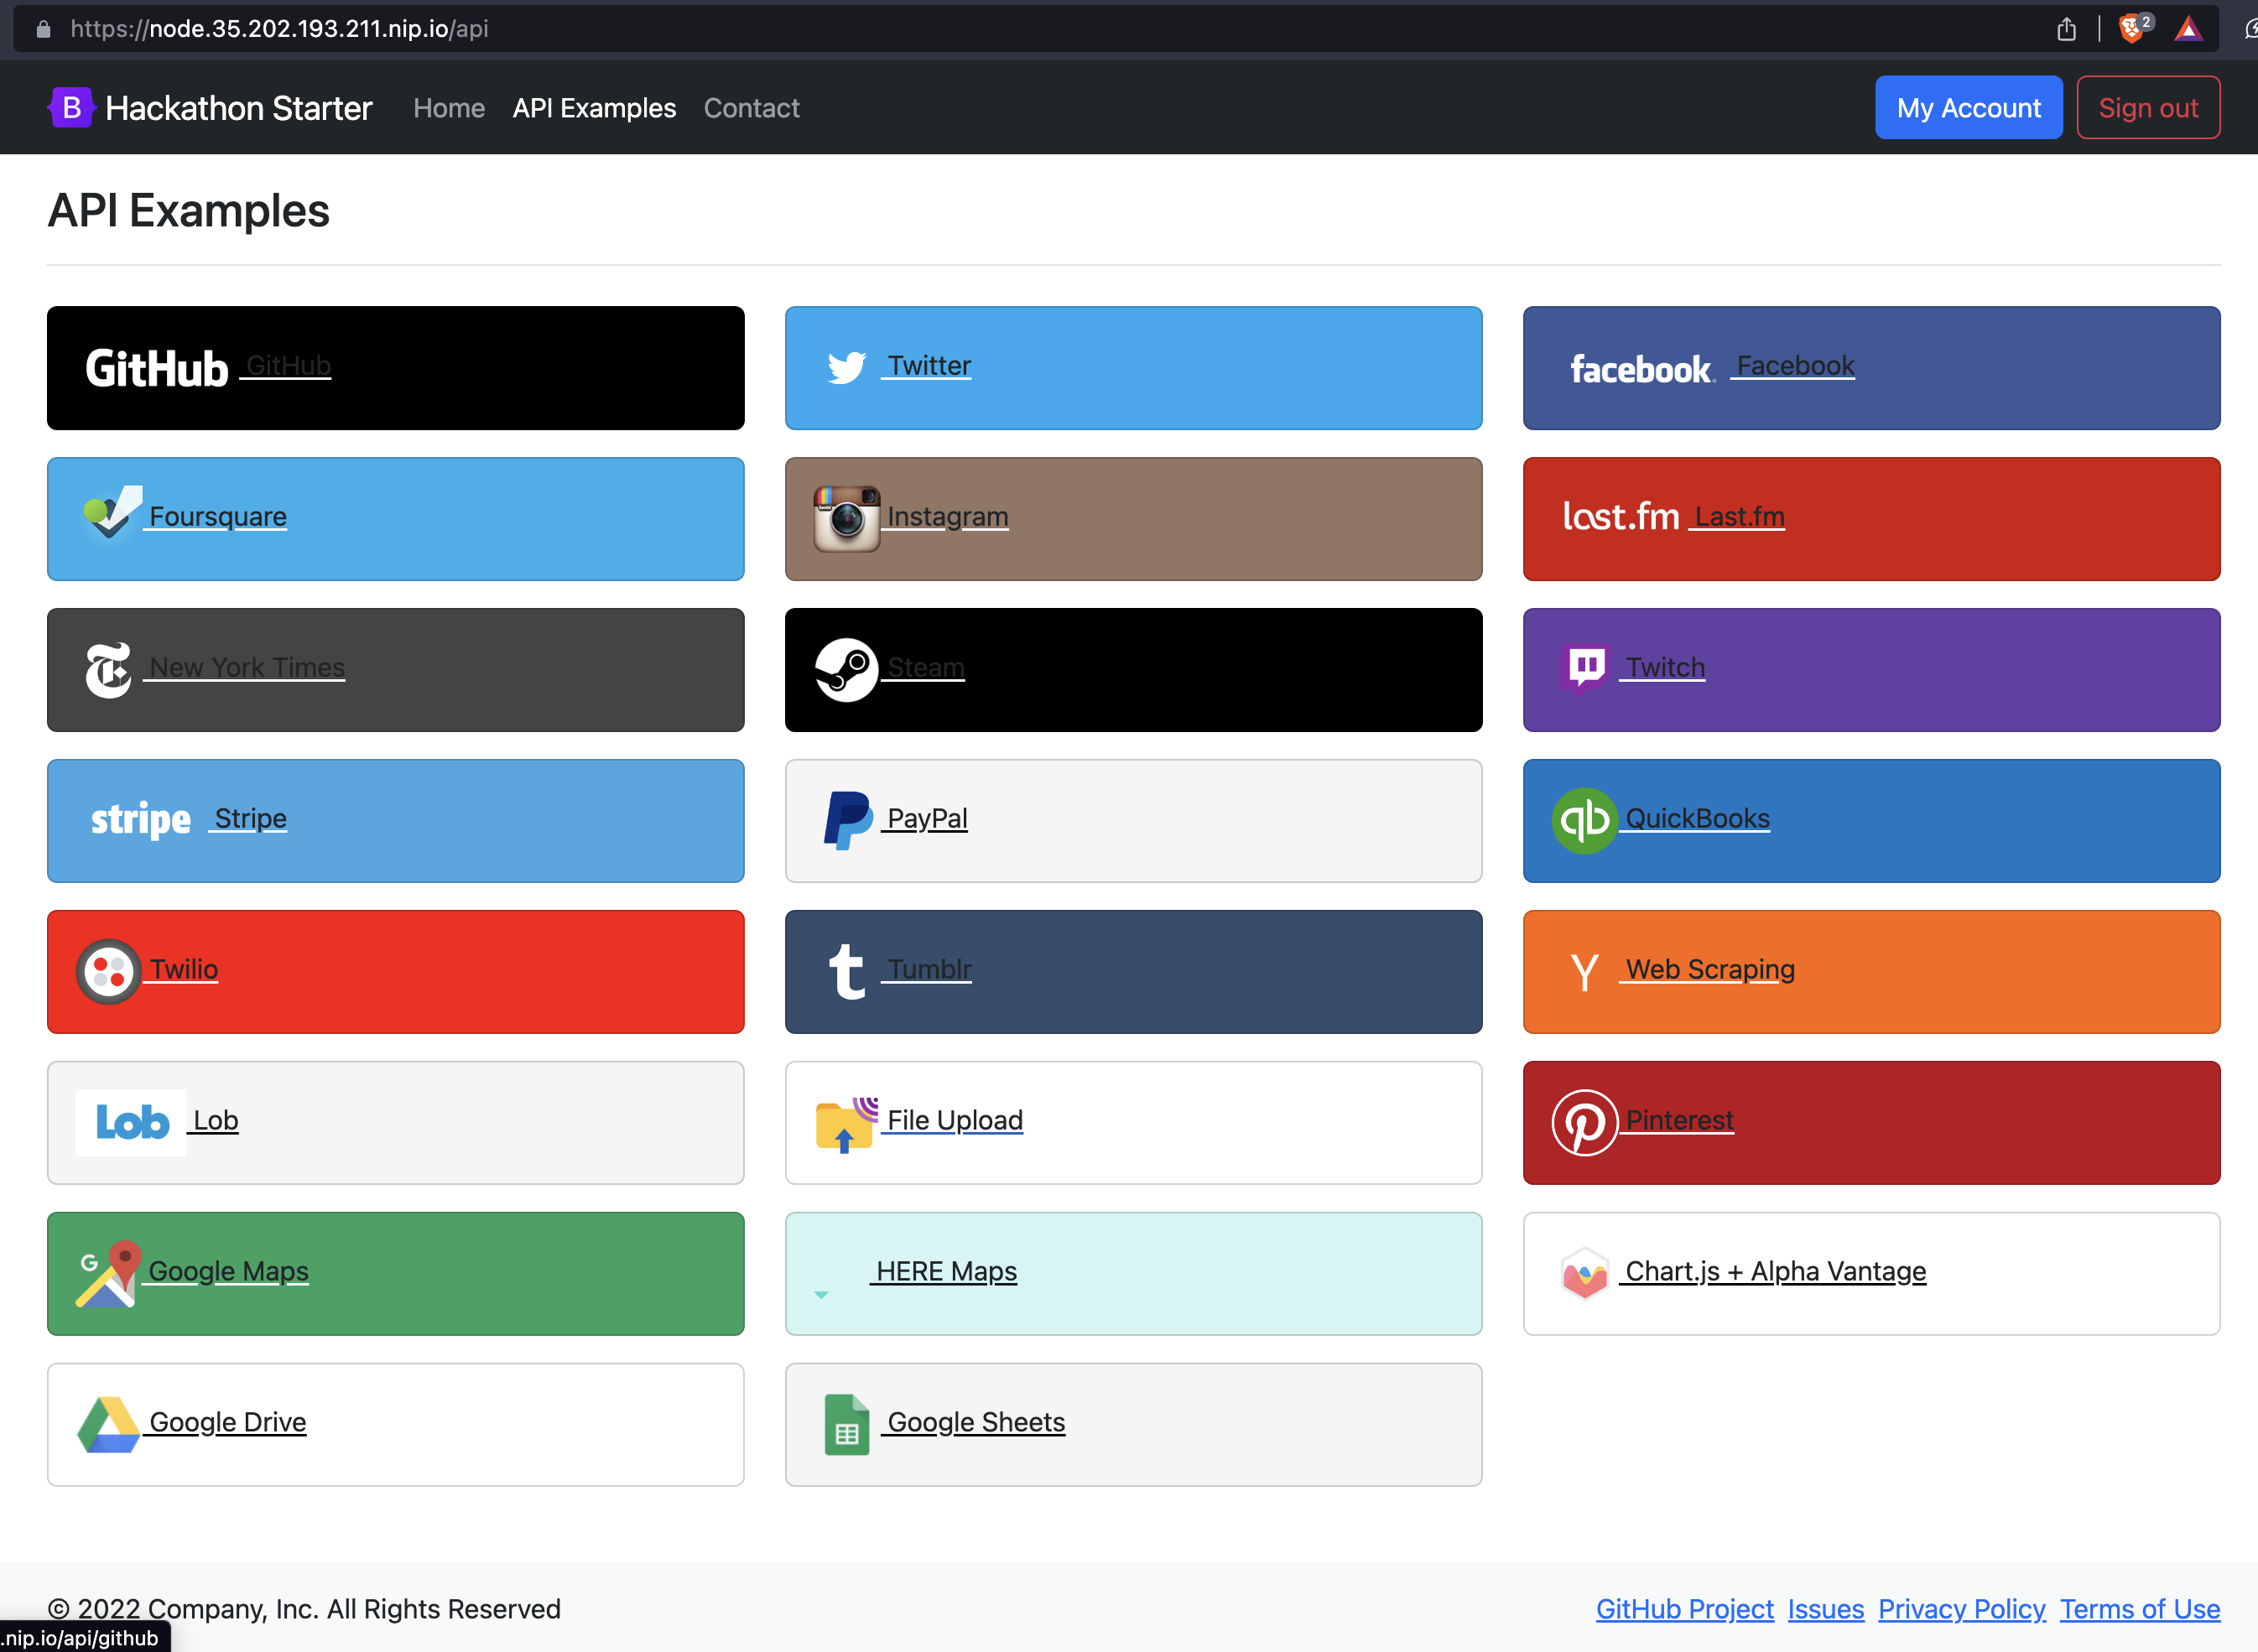 https://node.35.202.193.211.nip.io/api
2
B Hackathon Starter Home API Examples Contact My Account Sign out
API Examples
GitHub GitHub
Twitter
facebook Facebook
Foursquare
Instagram
last.fm Last.fm
New York Times
Steam
Twitch
stripe Stripe
PayPal
qb QuickBooks
Twilio
t Tumblr
Y Web Scraping
Lob Lob
File Upload
Pinterest
G Google Maps
HERE Maps
Chart.js + Alpha Vantage
Google Drive
Google Sheets
© 2022 Company, Inc. All Rights Reserved
GitHub Project Issues Privacy Policy Terms of Use
.nip.io/api/github